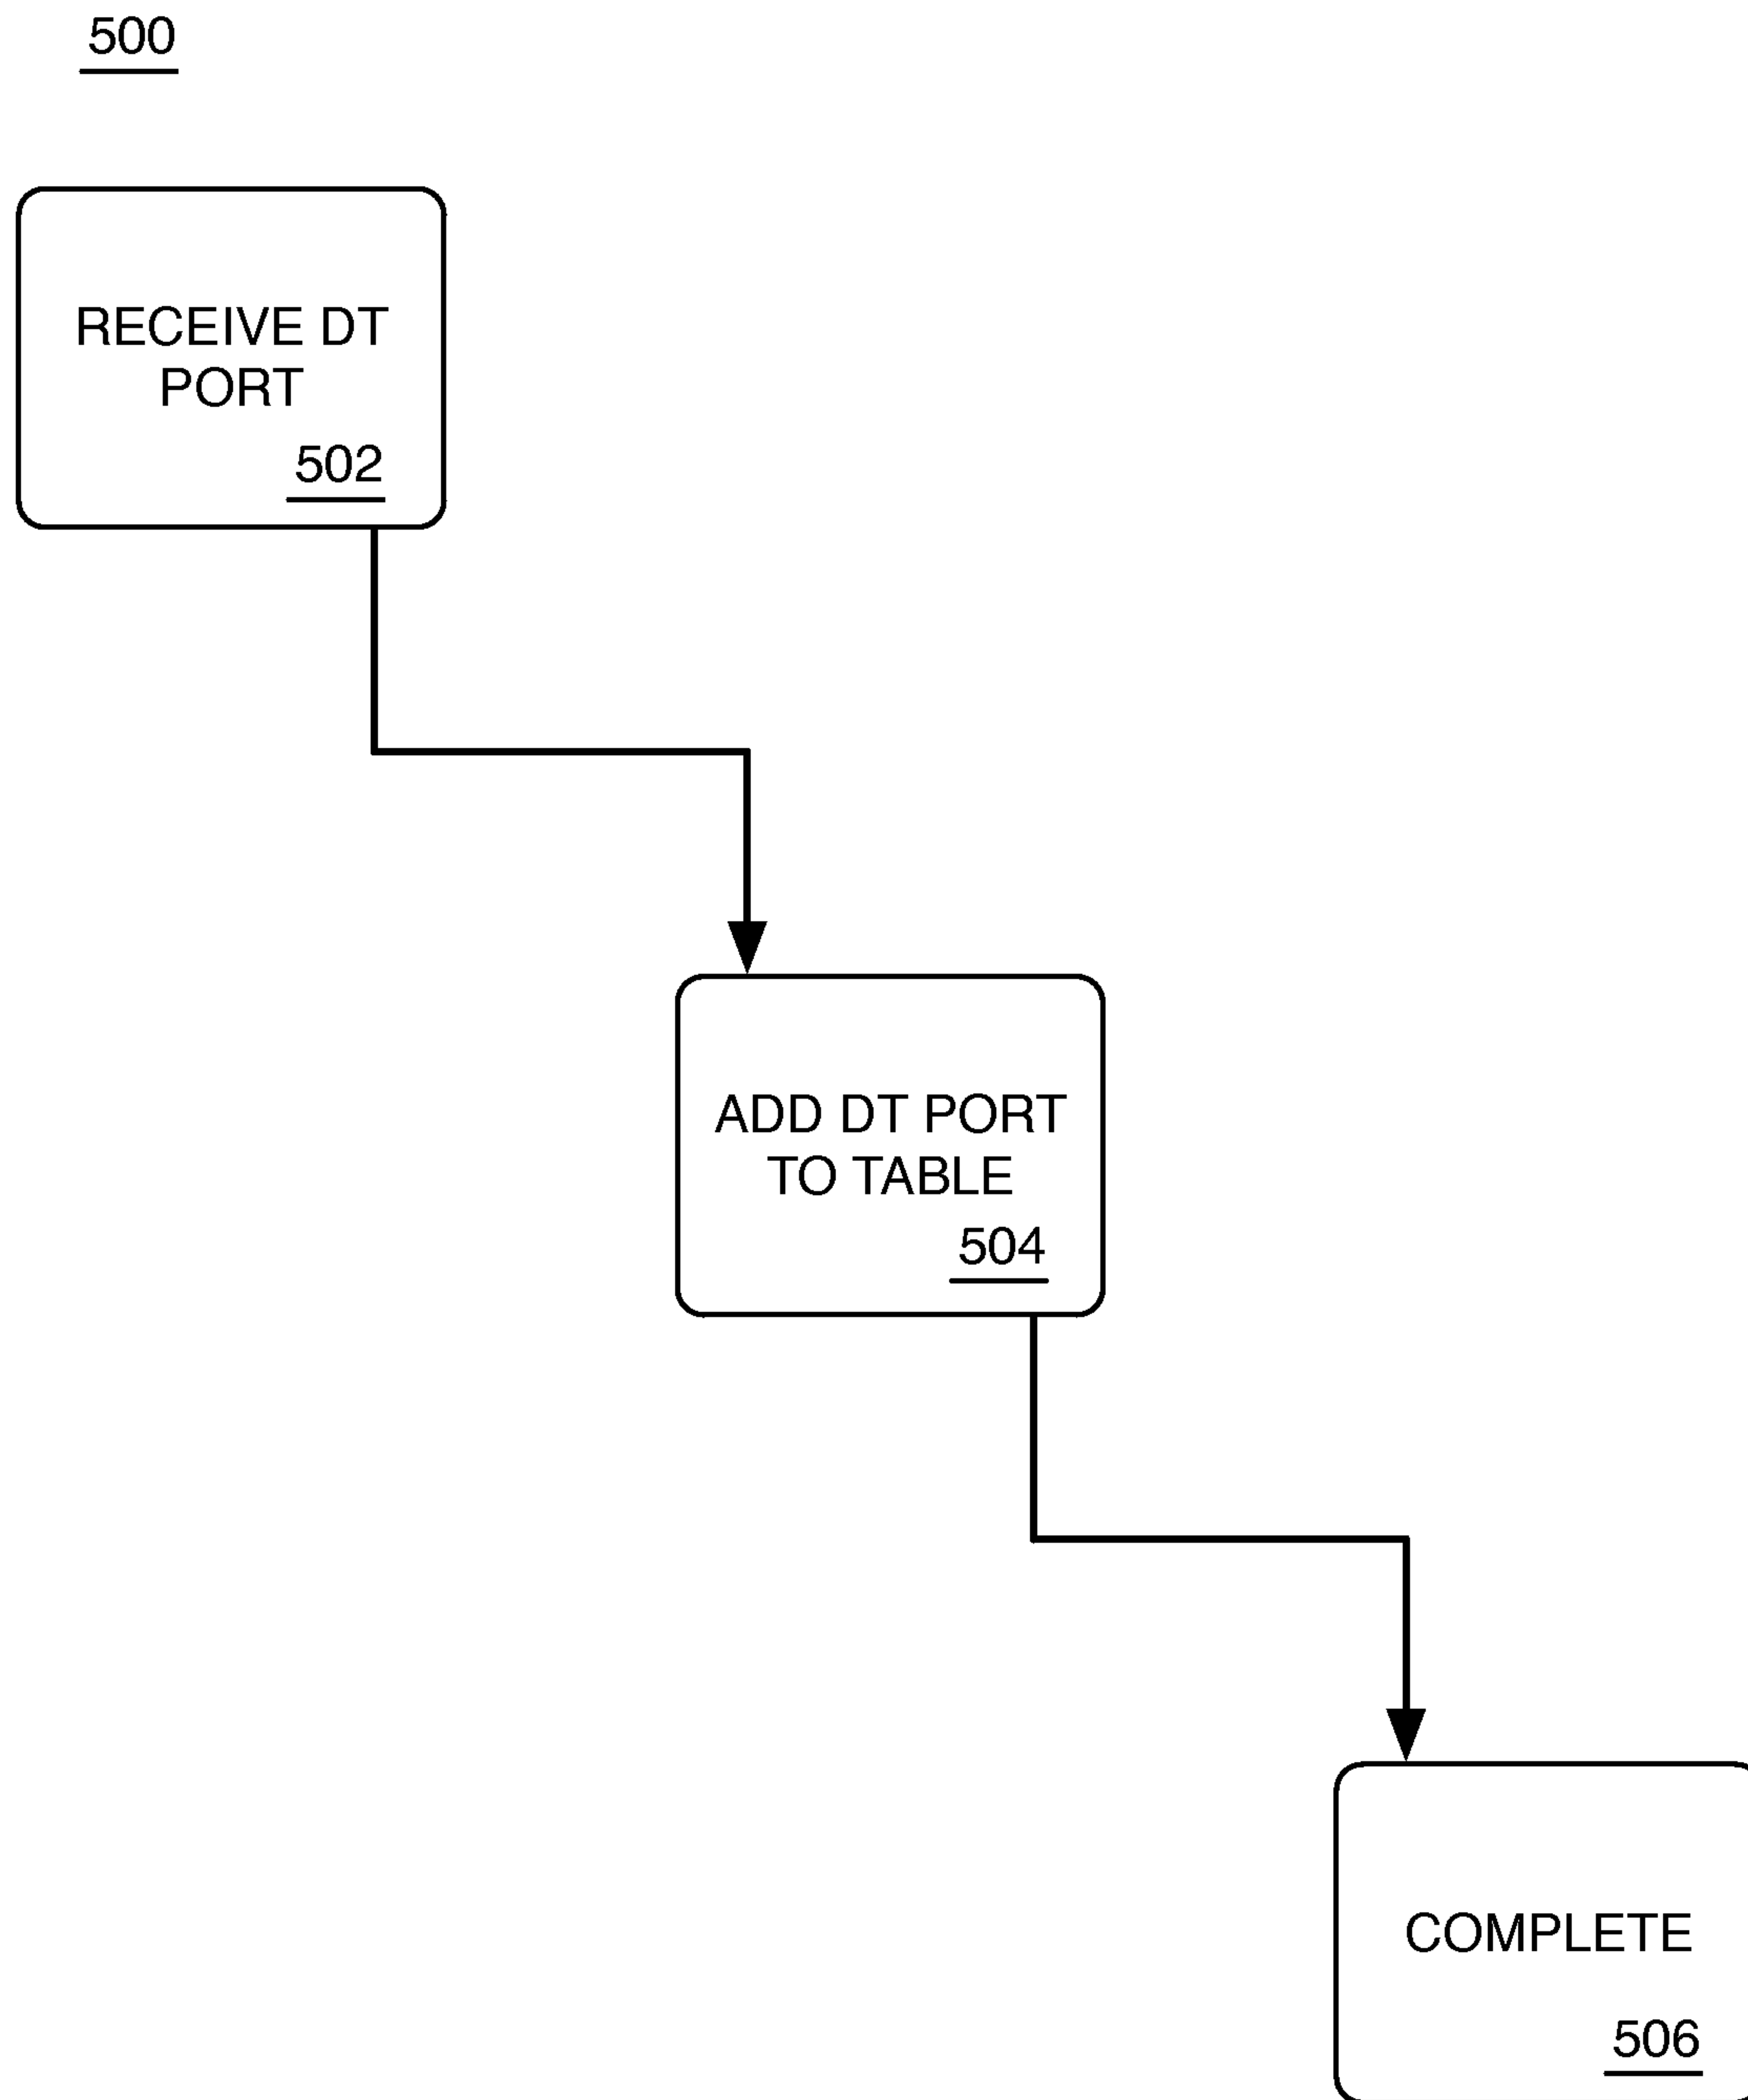 500
RECEIVE DT
PORT
502
ADD DT PORT
TO TABLE
504
COMPLETE
506